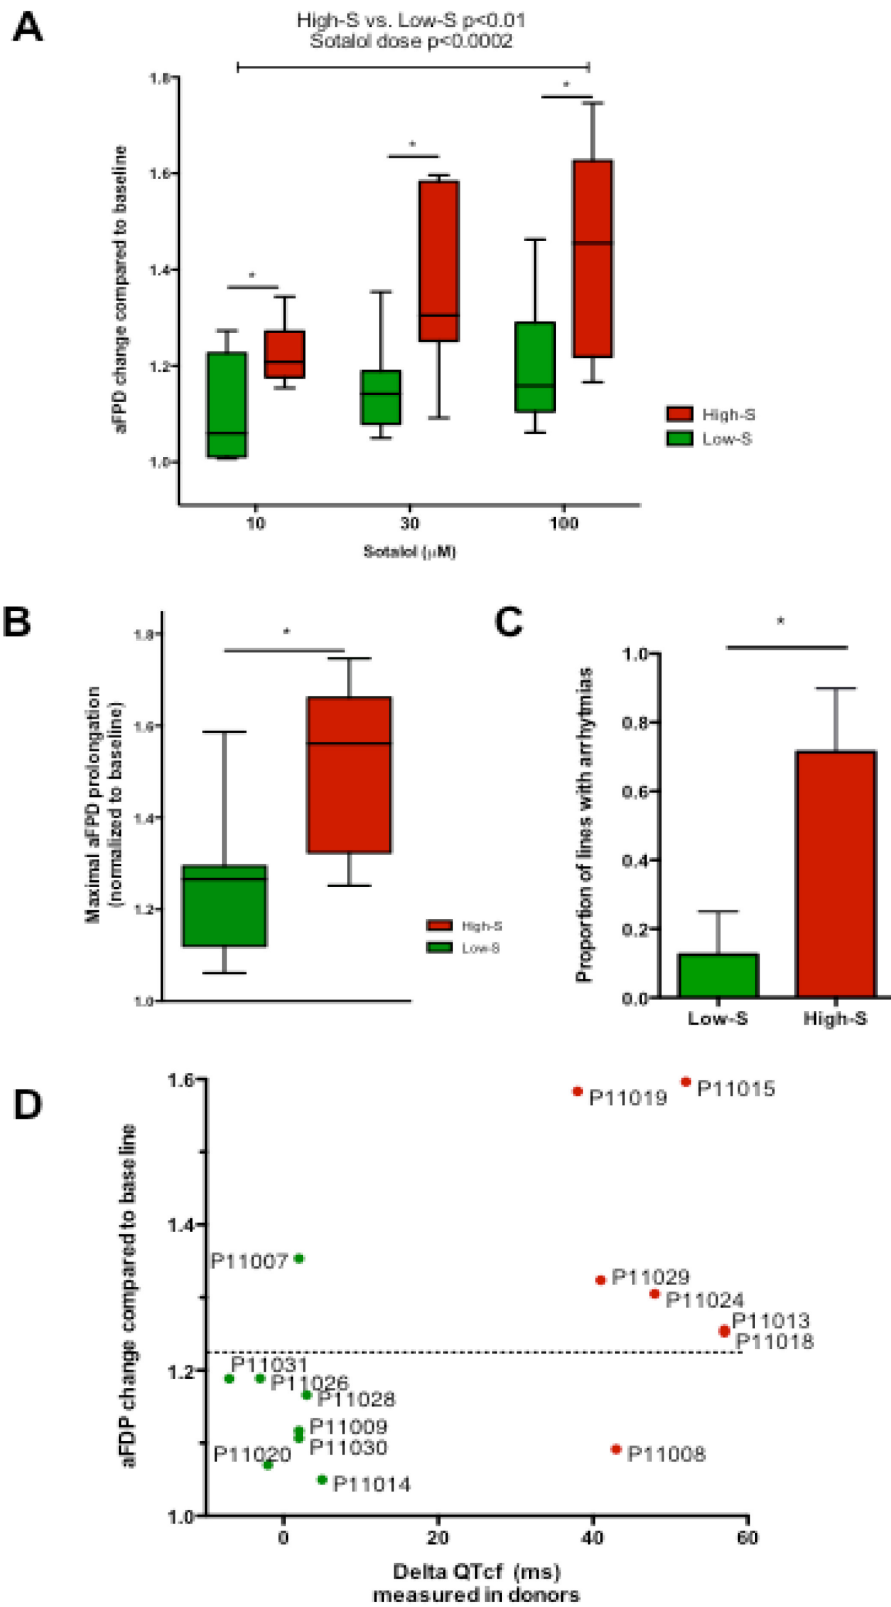 A
High-S vs. Low-S p<0.01
Sotalol dose p<0.0002
aFPD change compared to baseline
1.8
1.6
1.4
1.2
1.0
*
*
*
10
30
100
Sotalol (µM)
High-S
Low-S
B
Maximal aFPD prolongation
(normalized to baseline)
1.8
1.6
1.4
1.2
1.0
*
High-S
Low-S
C
Proportion of lines with arrhytmias
1.0
0.8
0.6
0.4
0.2
0.0
*
Low-S
High-S
D
aFDP change compared to baseline
1.6
1.4
1.2
1.0
P11019
P11015
P11007
P11029
P11024
P11013
P11018
P11031
P11026
P11028
P11009
P11030
P11020
P11014
P11008
0
20
40
60
Delta QTcf (ms)
measured in donors